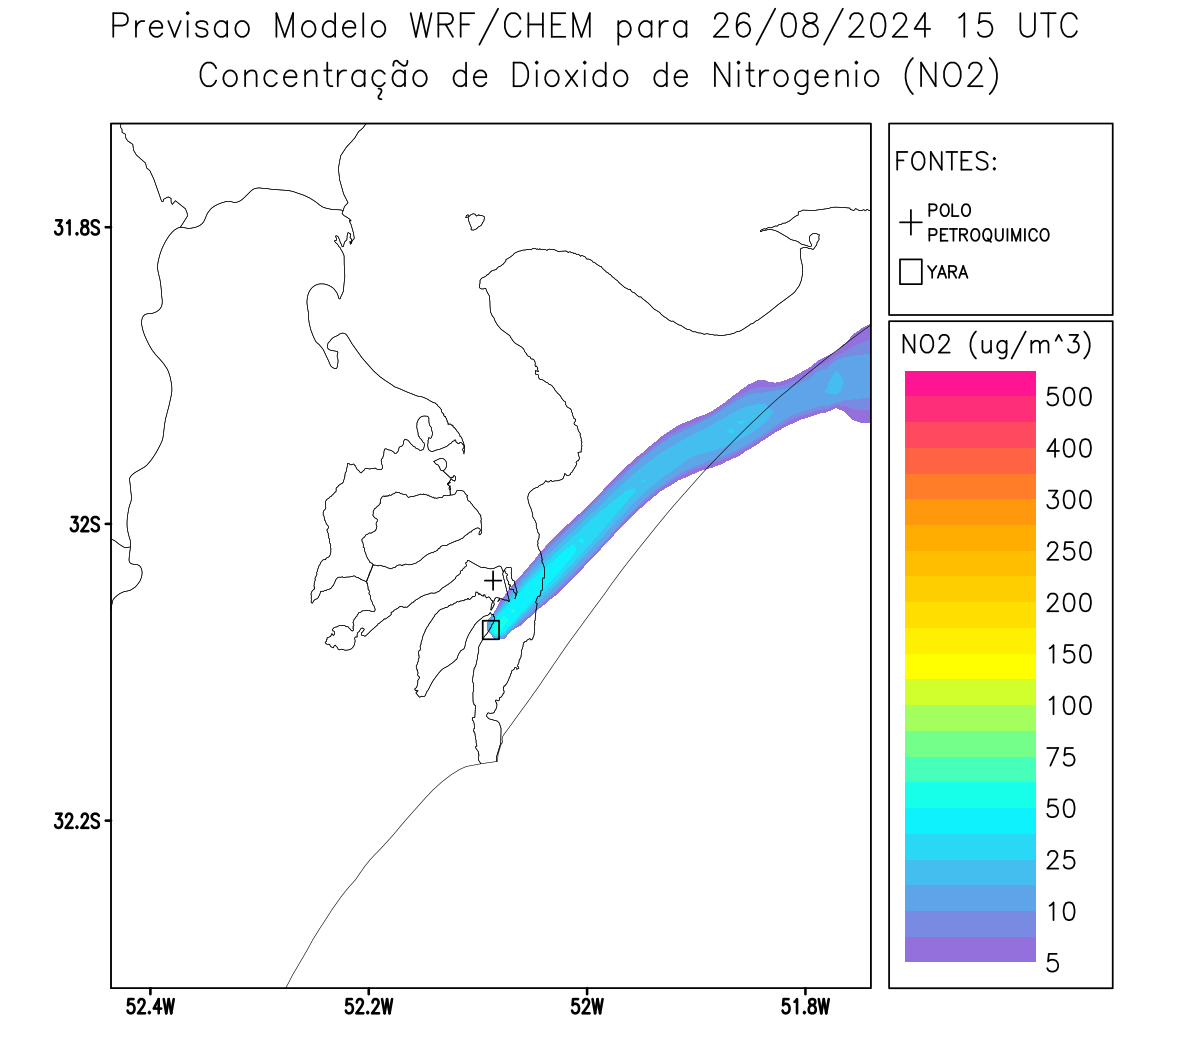 Previsao Modelo WRF/CHEM para 26/08/2024 15 UTC
Concentração de Dioxido de Nitrogenio (NO2)
FONTES:
POLO
PETROQUIMICO
YARA
31.8S
32S
32.2S
52.4W
52.2W
52W
51.8W
NO2 (ug/m^3)
500
400
300
250
200
150
100
75
50
25
10
5